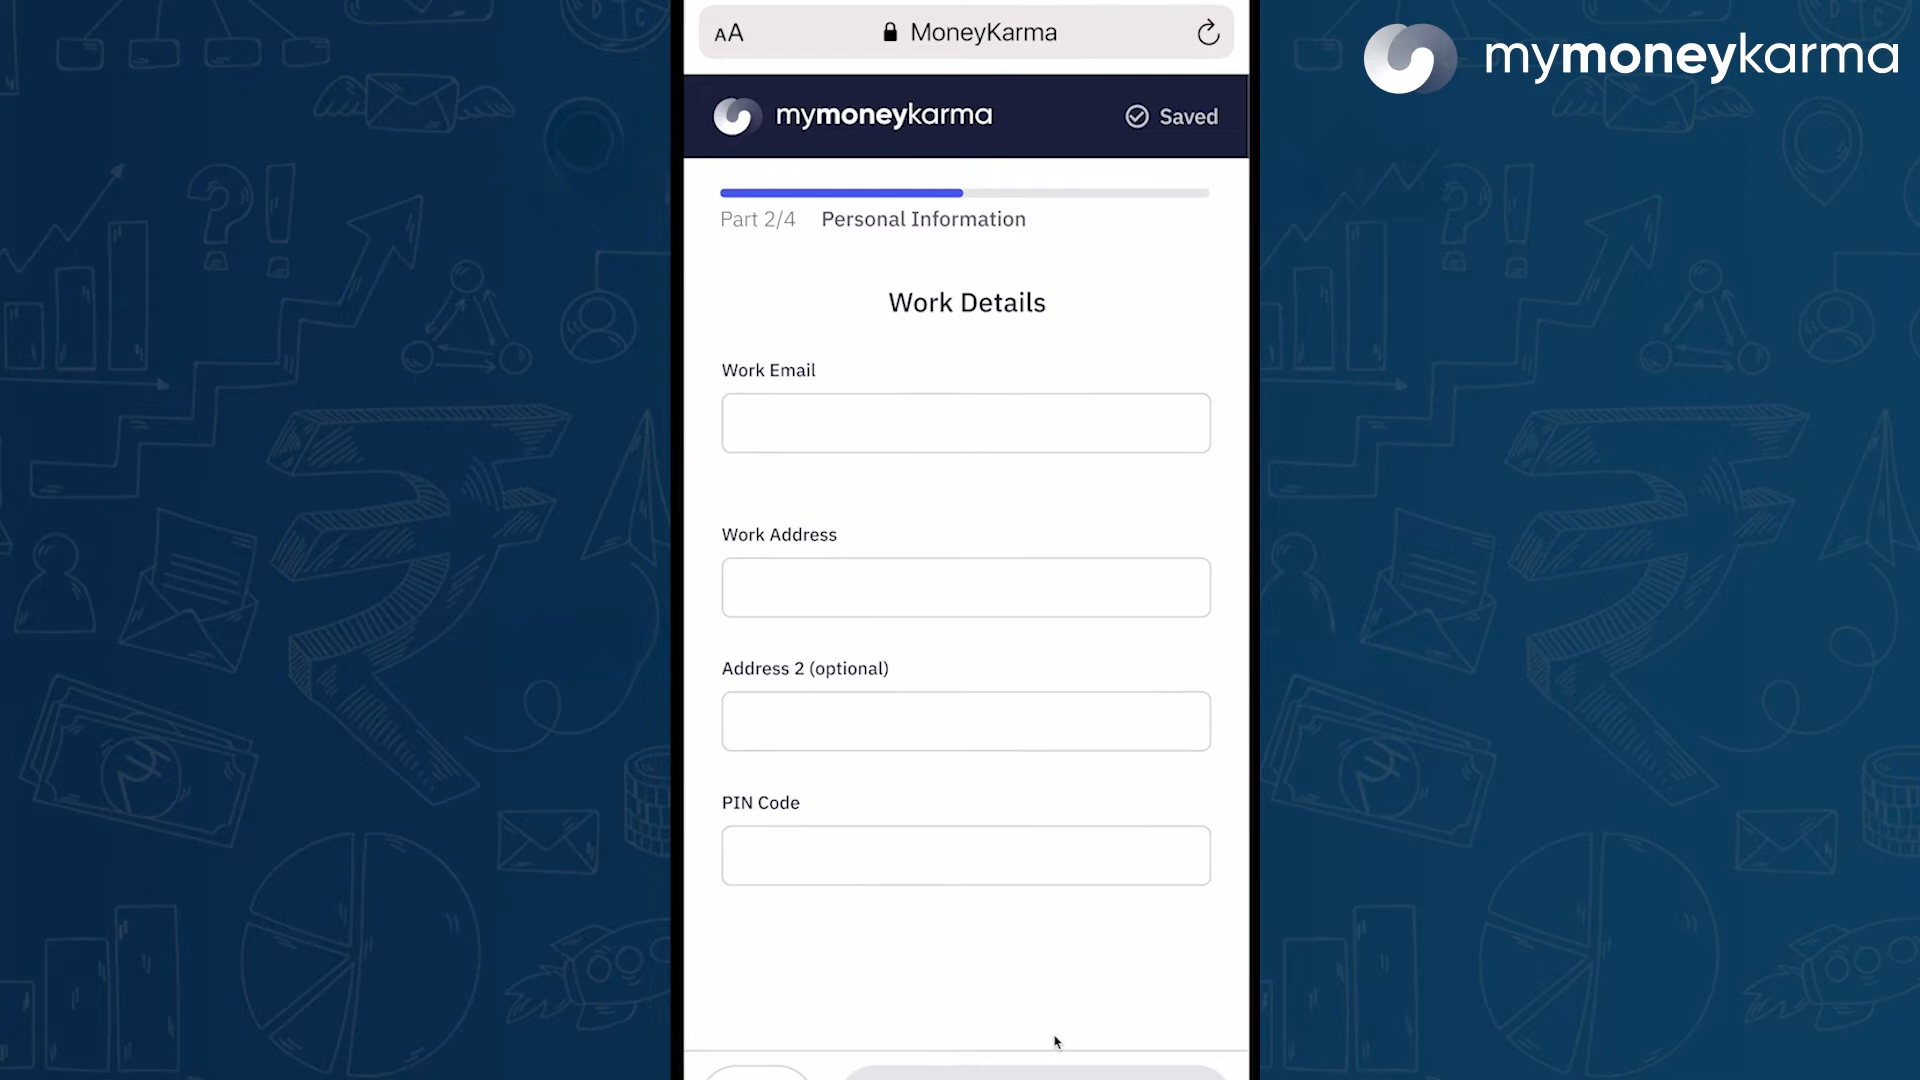 AA MoneyKarma
mymoneykarma
mymoneykarma Saved
Part 2/4 Personal Information
Work Details
Work Email
Work Address
Address 2 (optional)
PIN Code